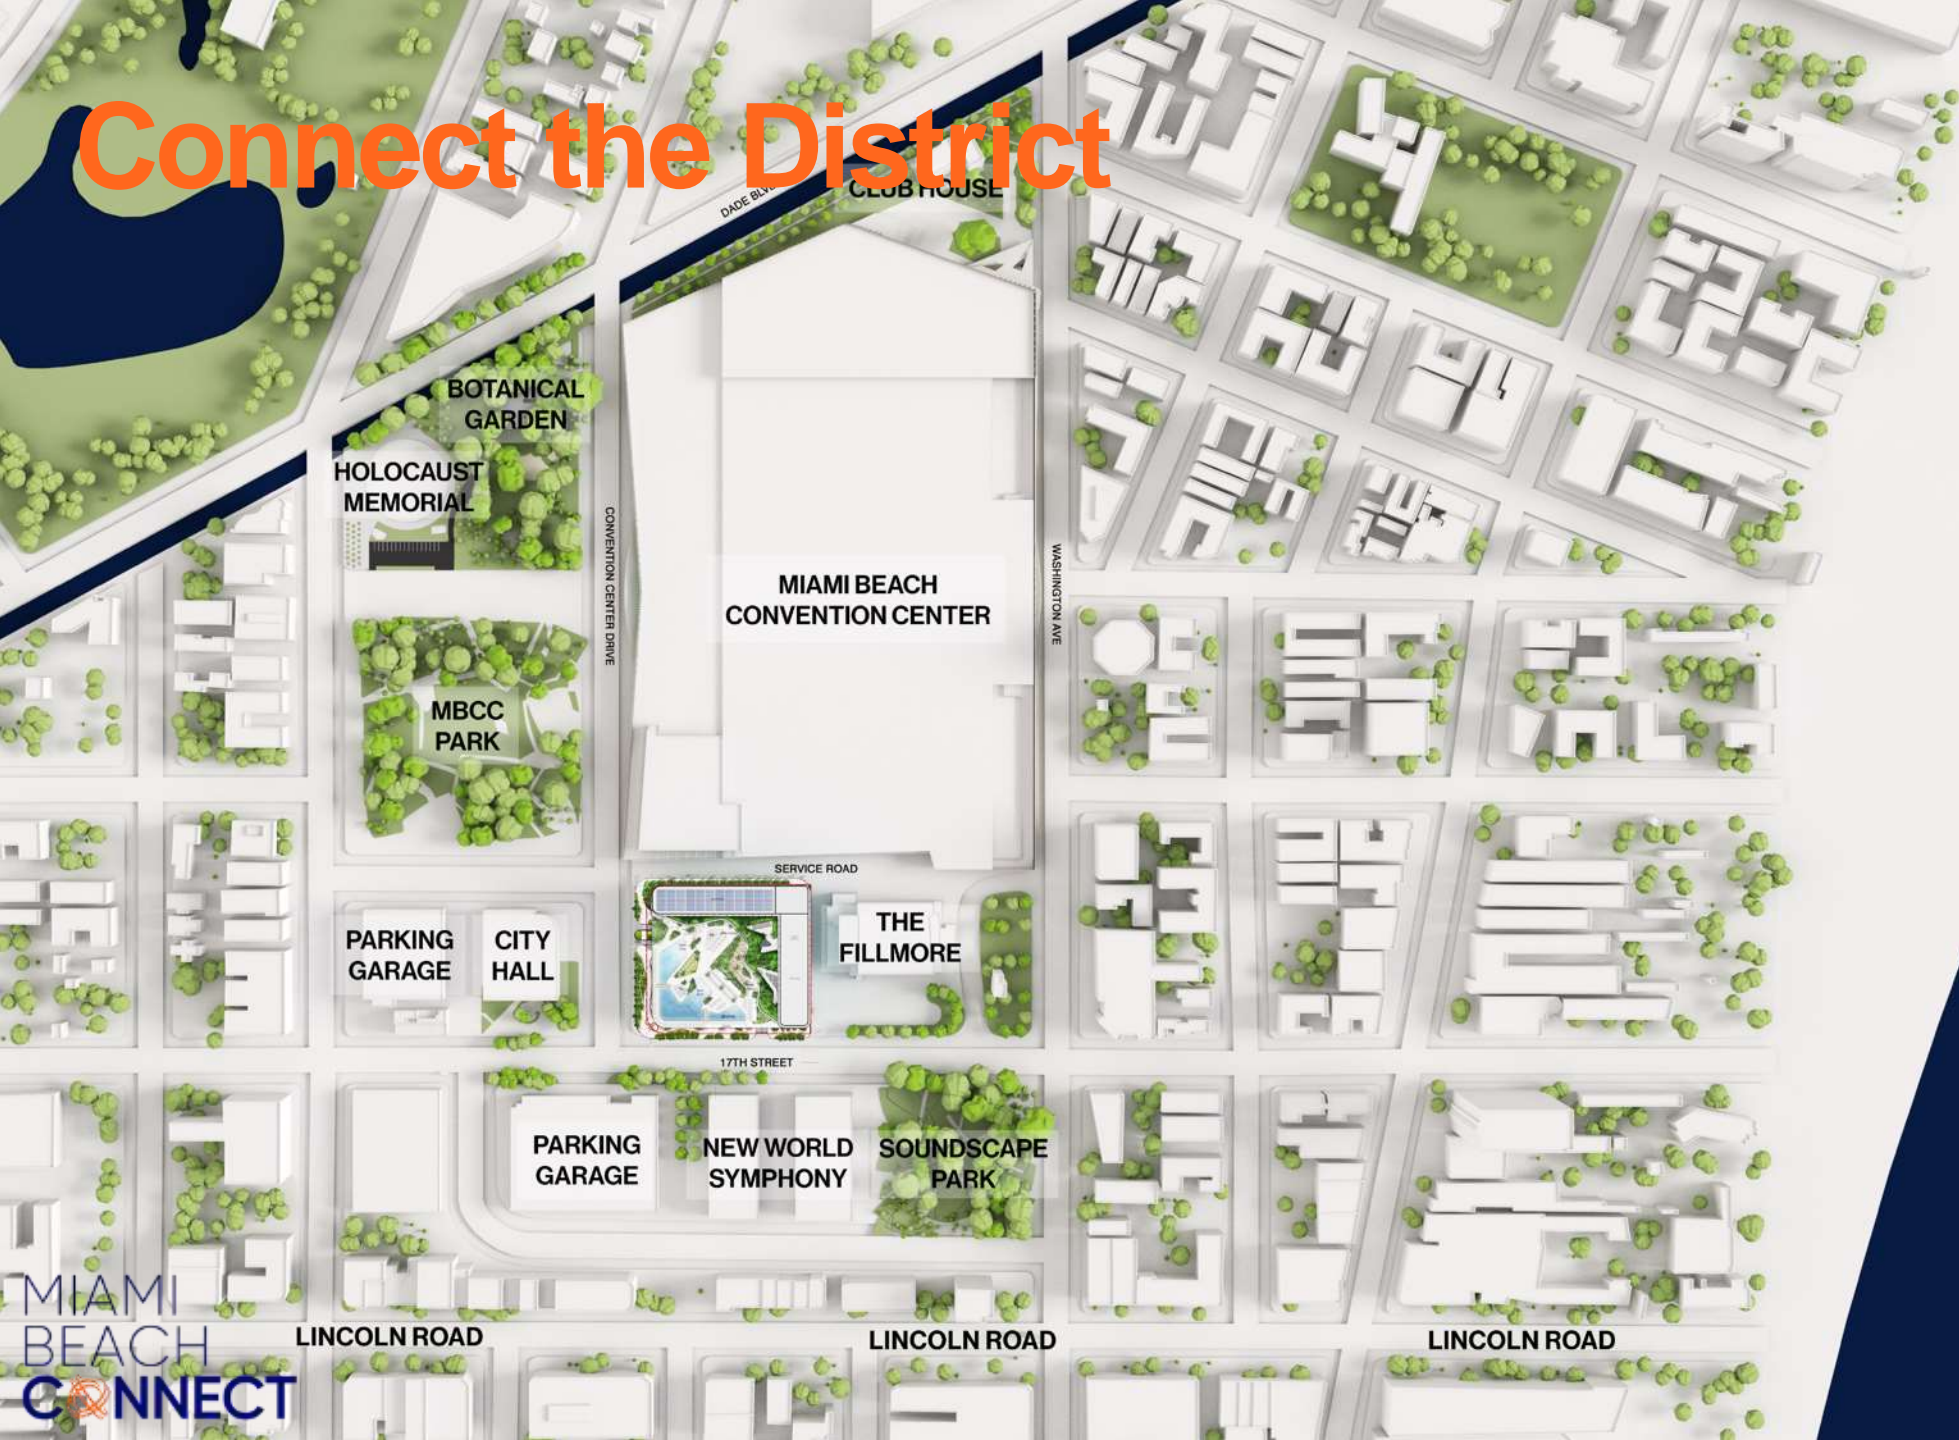 Connect the District
DADE BLVD
CLUB HOUSE
BOTANICAL
GARDEN
HOLOCAUST
MEMORIAL
CONVENTION CENTER DRIVE
MIAMI BEACH
CONVENTION CENTER
WASHINGTON AVE
MBCC
PARK
SERVICE ROAD
PARKING
GARAGE
CITY
HALL
THE
FILLMORE
17TH STREET
PARKING
GARAGE
NEW WORLD
SYMPHONY
SOUNDSCAPE
PARK
LINCOLN ROAD
LINCOLN ROAD
LINCOLN ROAD
MIAMI
BEACH
CONNECT